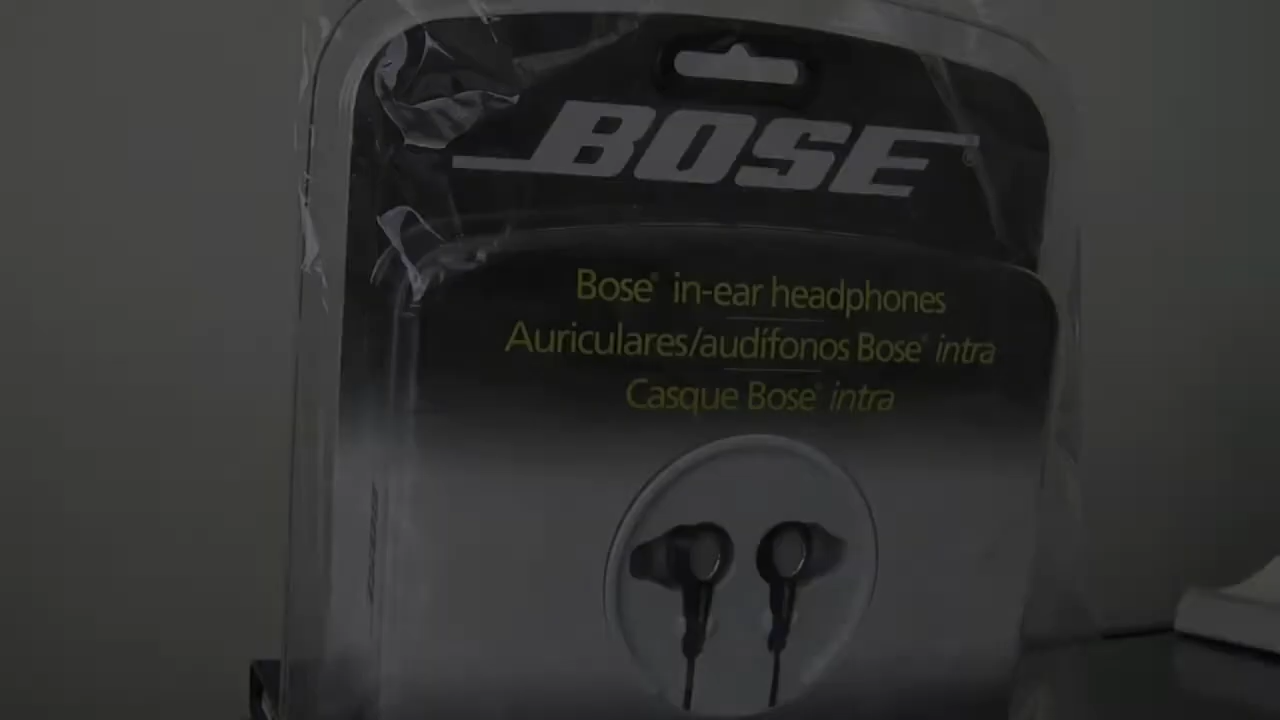 BOSE®
Bose® in-ear headphones
Auriculares/audífonos Bose® intra
Casque Bose® intra